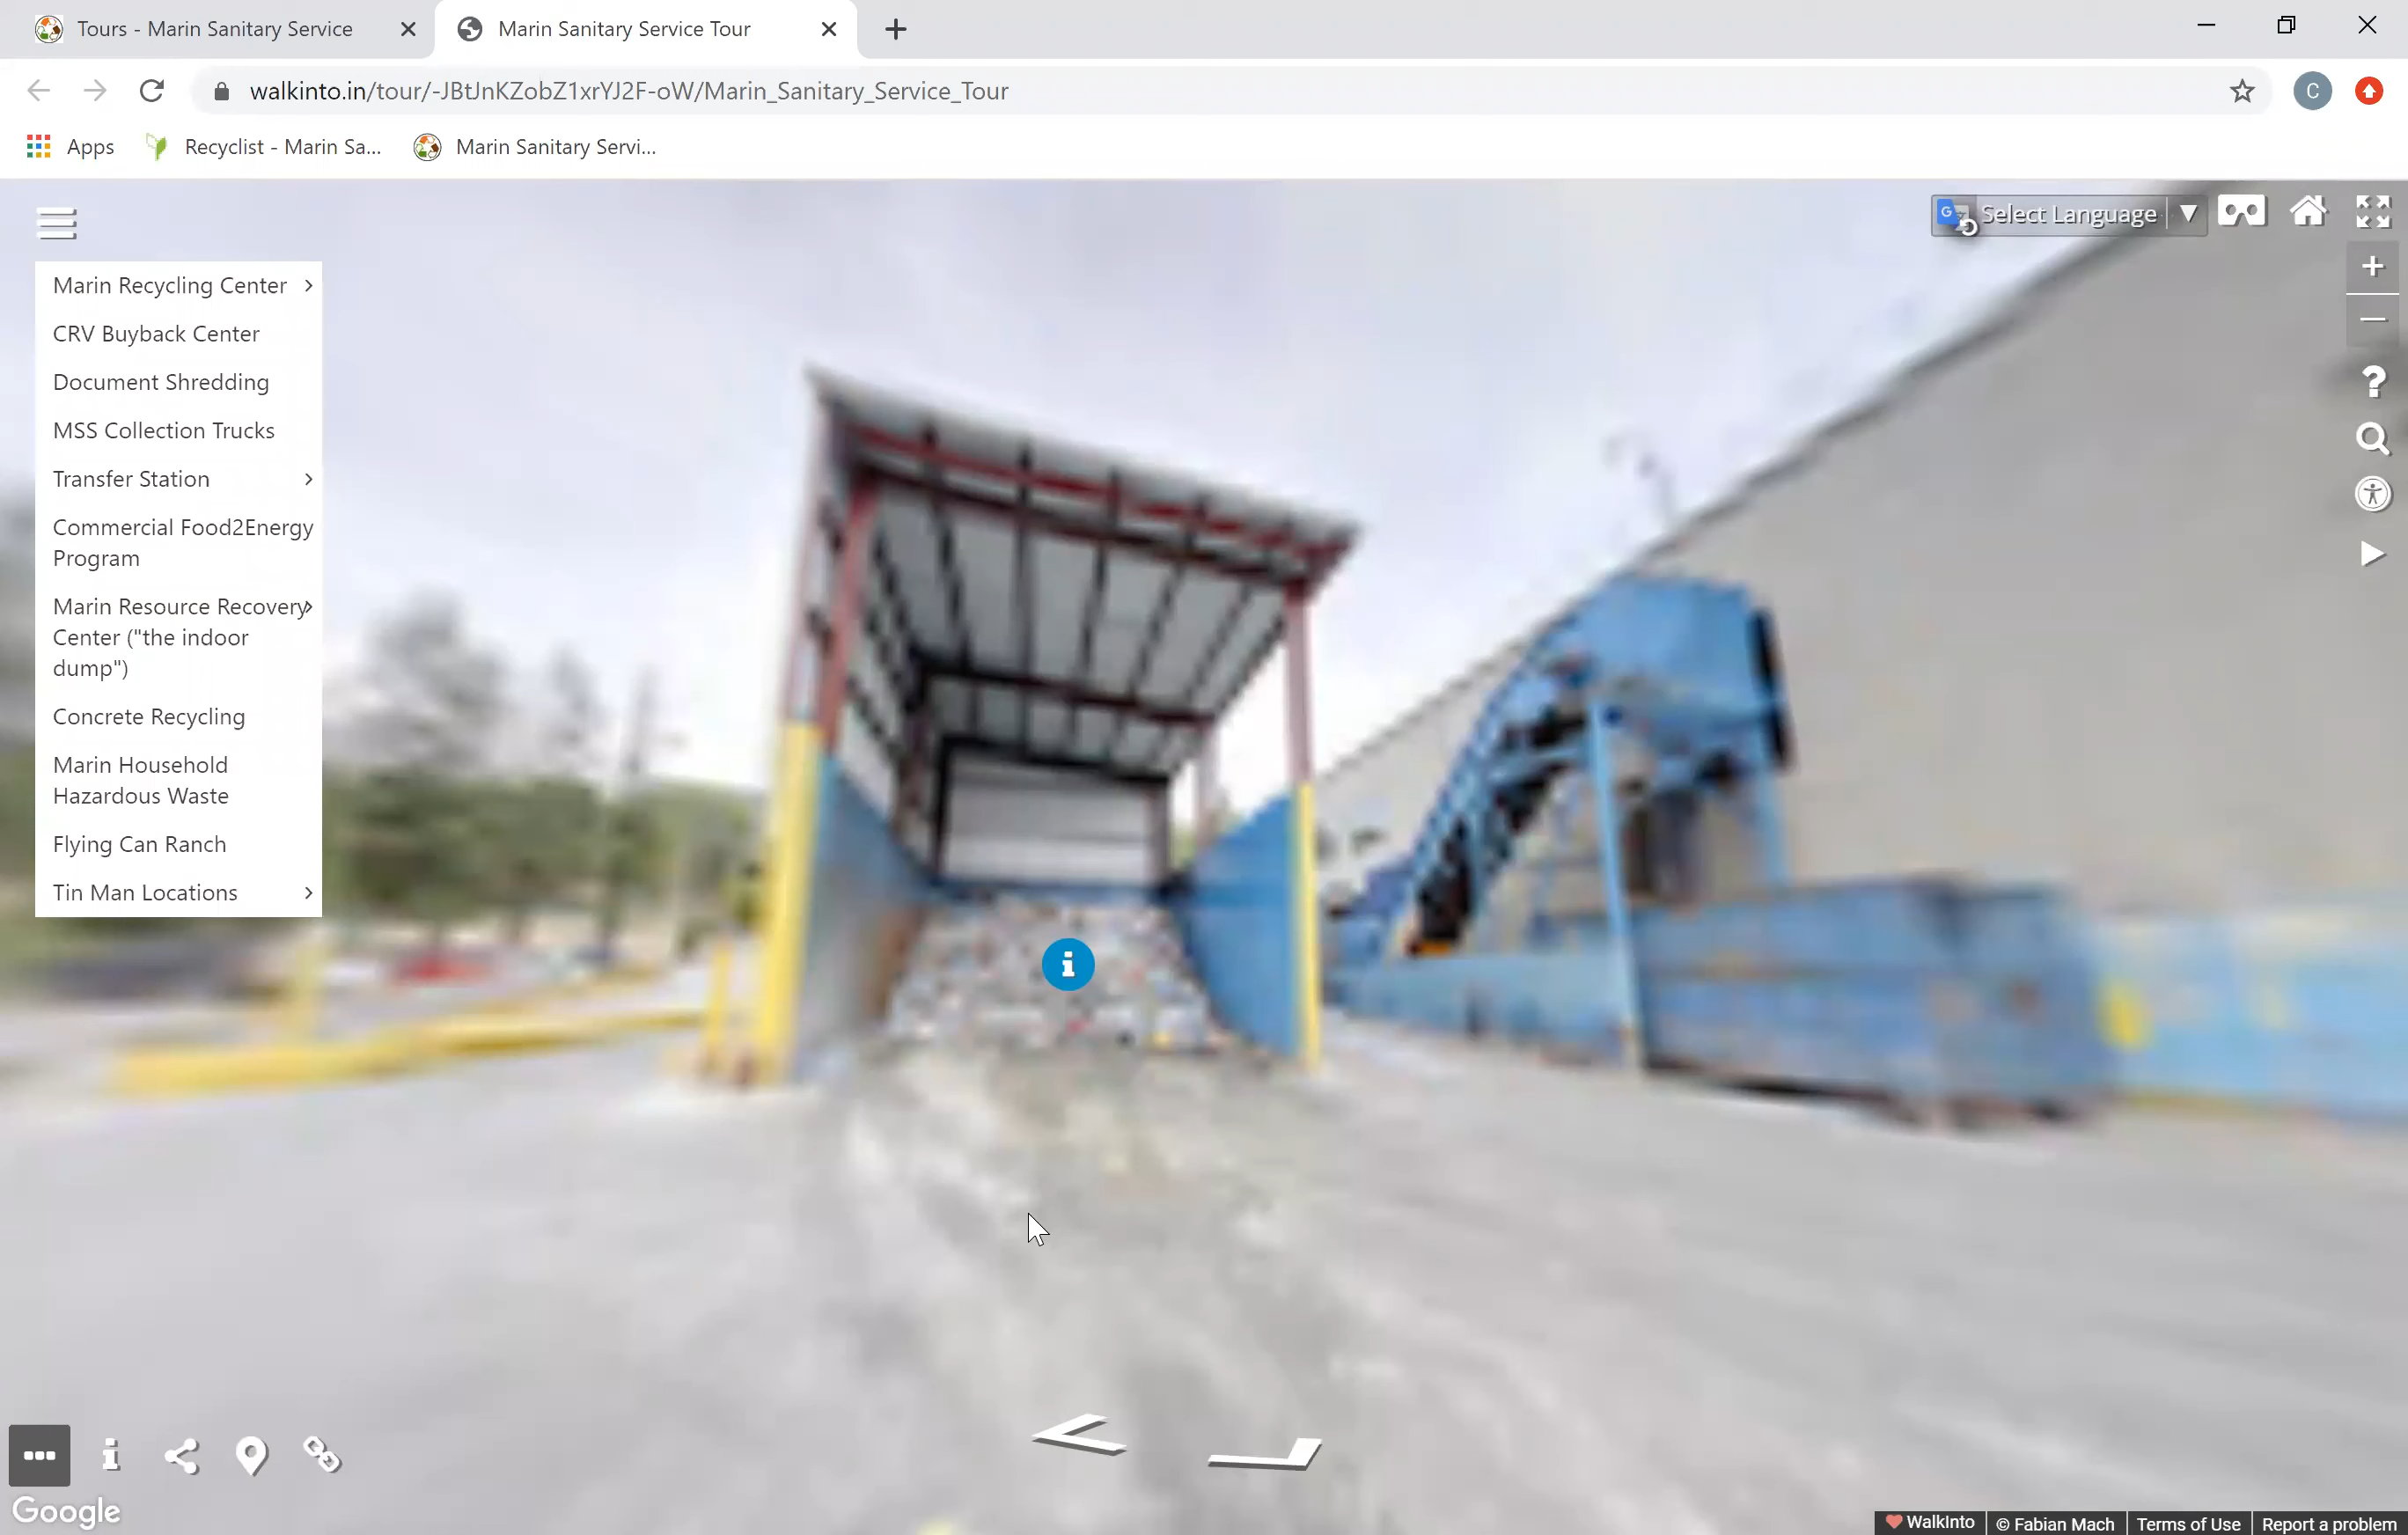 Tours - Marin Sanitary Service
Marin Sanitary Service Tour
walkinto.in/tour/-JBtJnKZobZ1xrYJ2F-oW/Marin_Sanitary_Service_Tour
C
Apps
Recyclist - Marin Sa...
Marin Sanitary Servi...
Select Language
Marin Recycling Center
CRV Buyback Center
Document Shredding
MSS Collection Trucks
Transfer Station
Commercial Food2Energy
Program
Marin Resource Recovery
Center ("the indoor
dump")
Concrete Recycling
Marin Household
Hazardous Waste
Flying Can Ranch
Tin Man Locations
Google
WalkInto
© Fabian Mach
Terms of Use
Report a problem